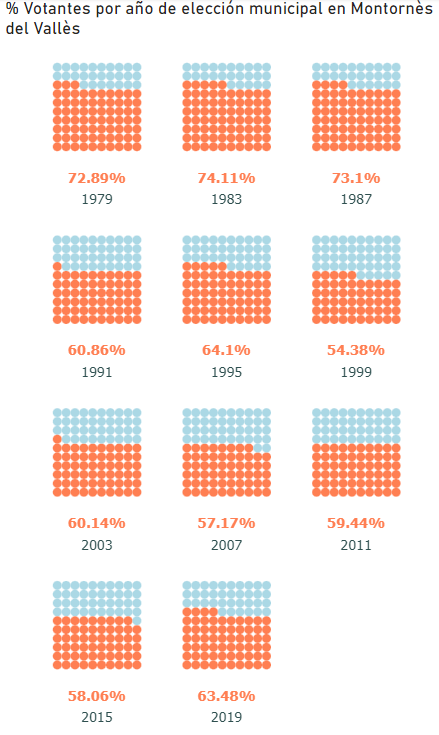 % Votantes por año de elección municipal en Montornès
del Vallès
72.89% 74.11% 73.1%
1979 1983 1987
60.86% 64.1% 54.38%
1991 1995 1999
60.14% 57.17% 59.44%
2003 2007 2011
58.06% 63.48%
2015 2019